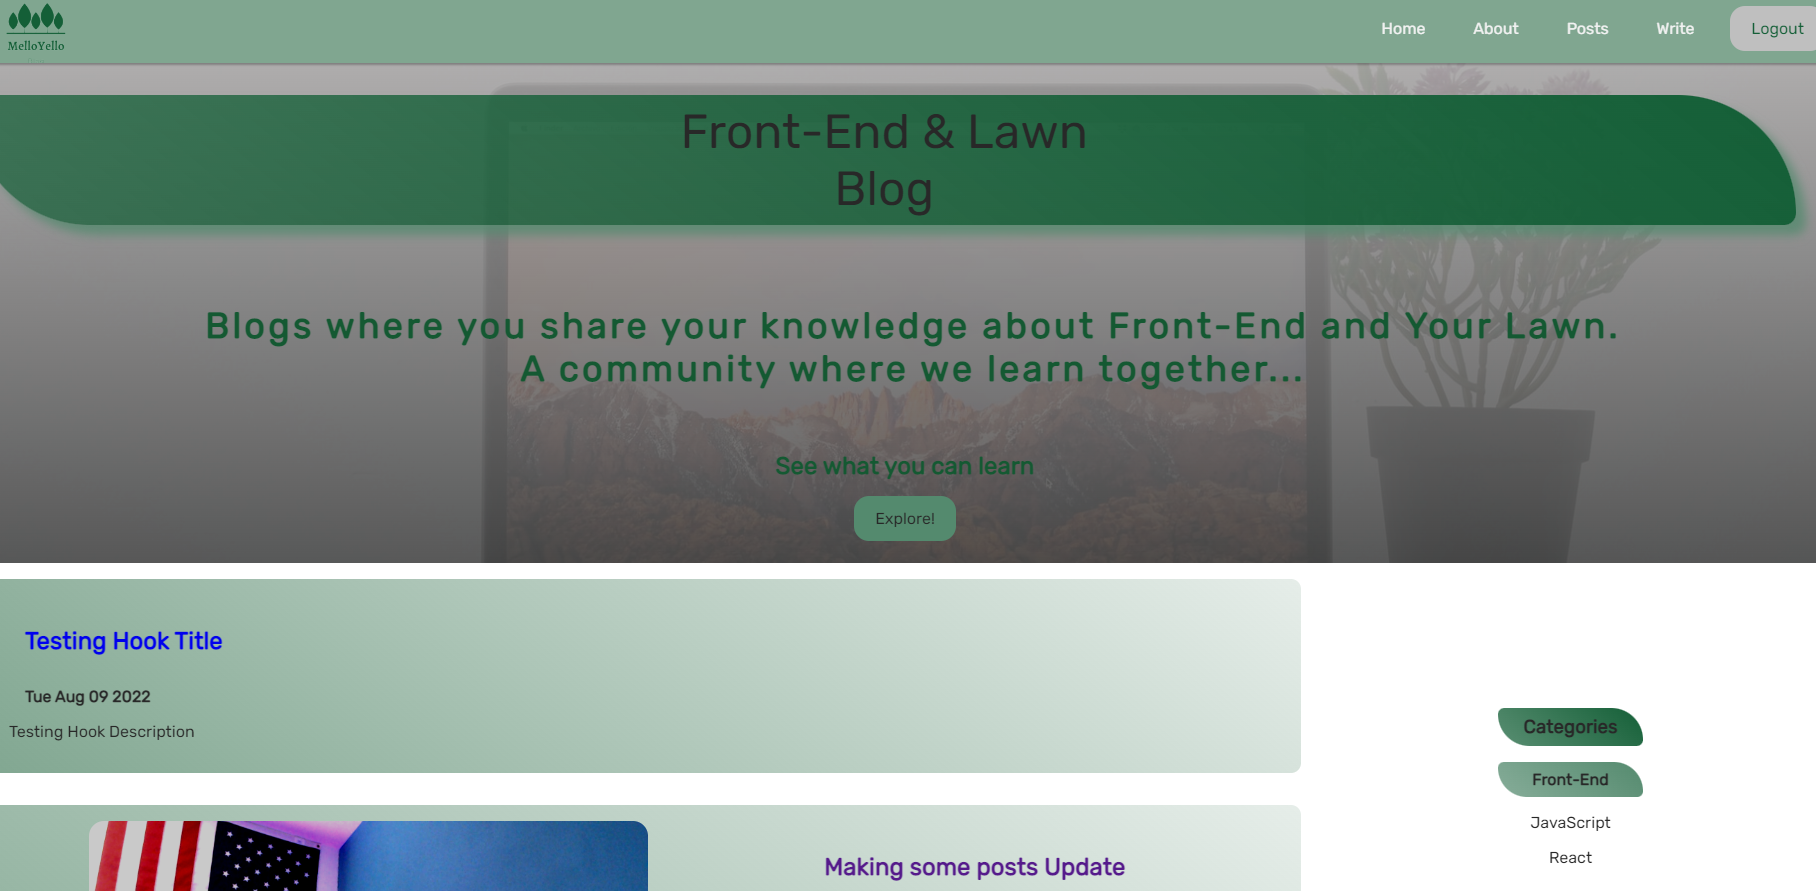 MelloYello
Home
About
Posts
Write
Logout
Front-End & Lawn
Blog
Blogs where you share your knowledge about Front-End and Your Lawn.
A community where we learn together...
See what you can learn
Explore!
Testing Hook Title
Tue Aug 09 2022
Testing Hook Description
Categories
Front-End
JavaScript
React
Making some posts Update